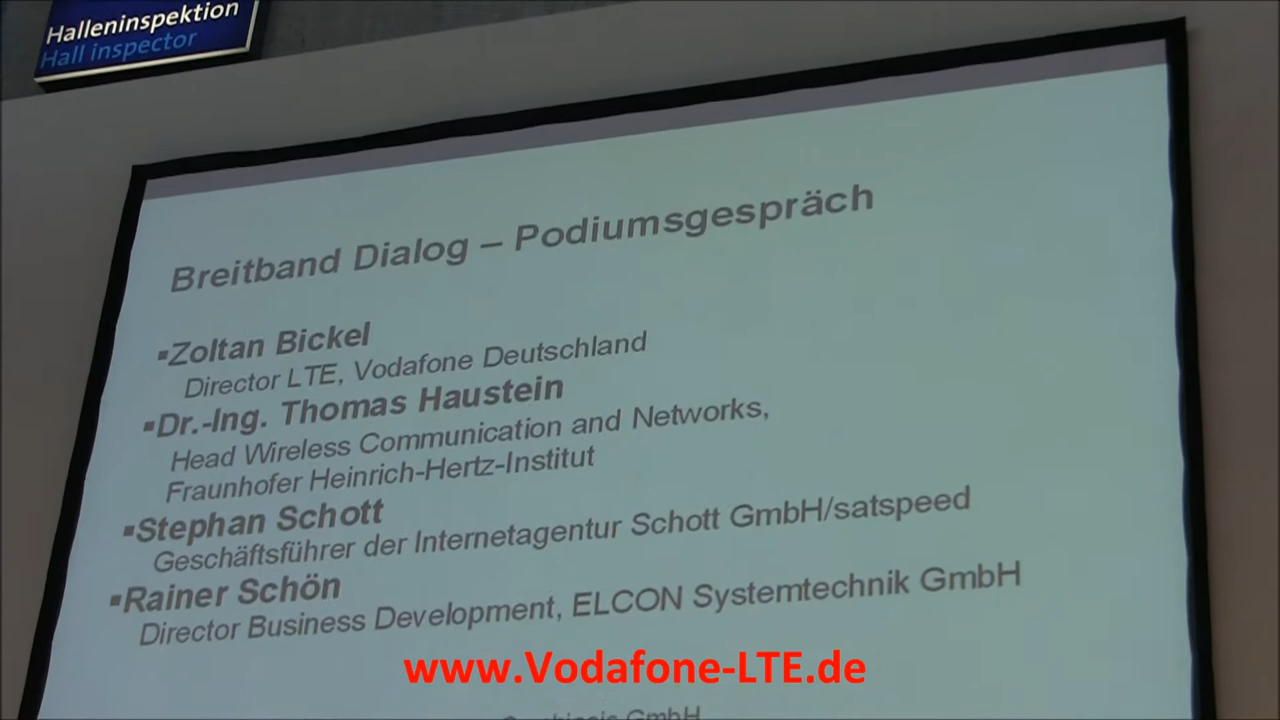 Halleninspektion
Hall inspector
Breitband Dialog – Podiumsgespräch
▪Zoltan Bickel
Director LTE, Vodafone Deutschland
▪Dr.-Ing. Thomas Haustein
Head Wireless Communication and Networks,
Fraunhofer Heinrich-Hertz-Institut
▪Stephan Schott
Geschäftsführer der Internetagentur Schott GmbH/satspeed
▪Rainer Schön
Director Business Development, ELCON Systemtechnik GmbH
www.Vodafone-LTE.de
GmbH